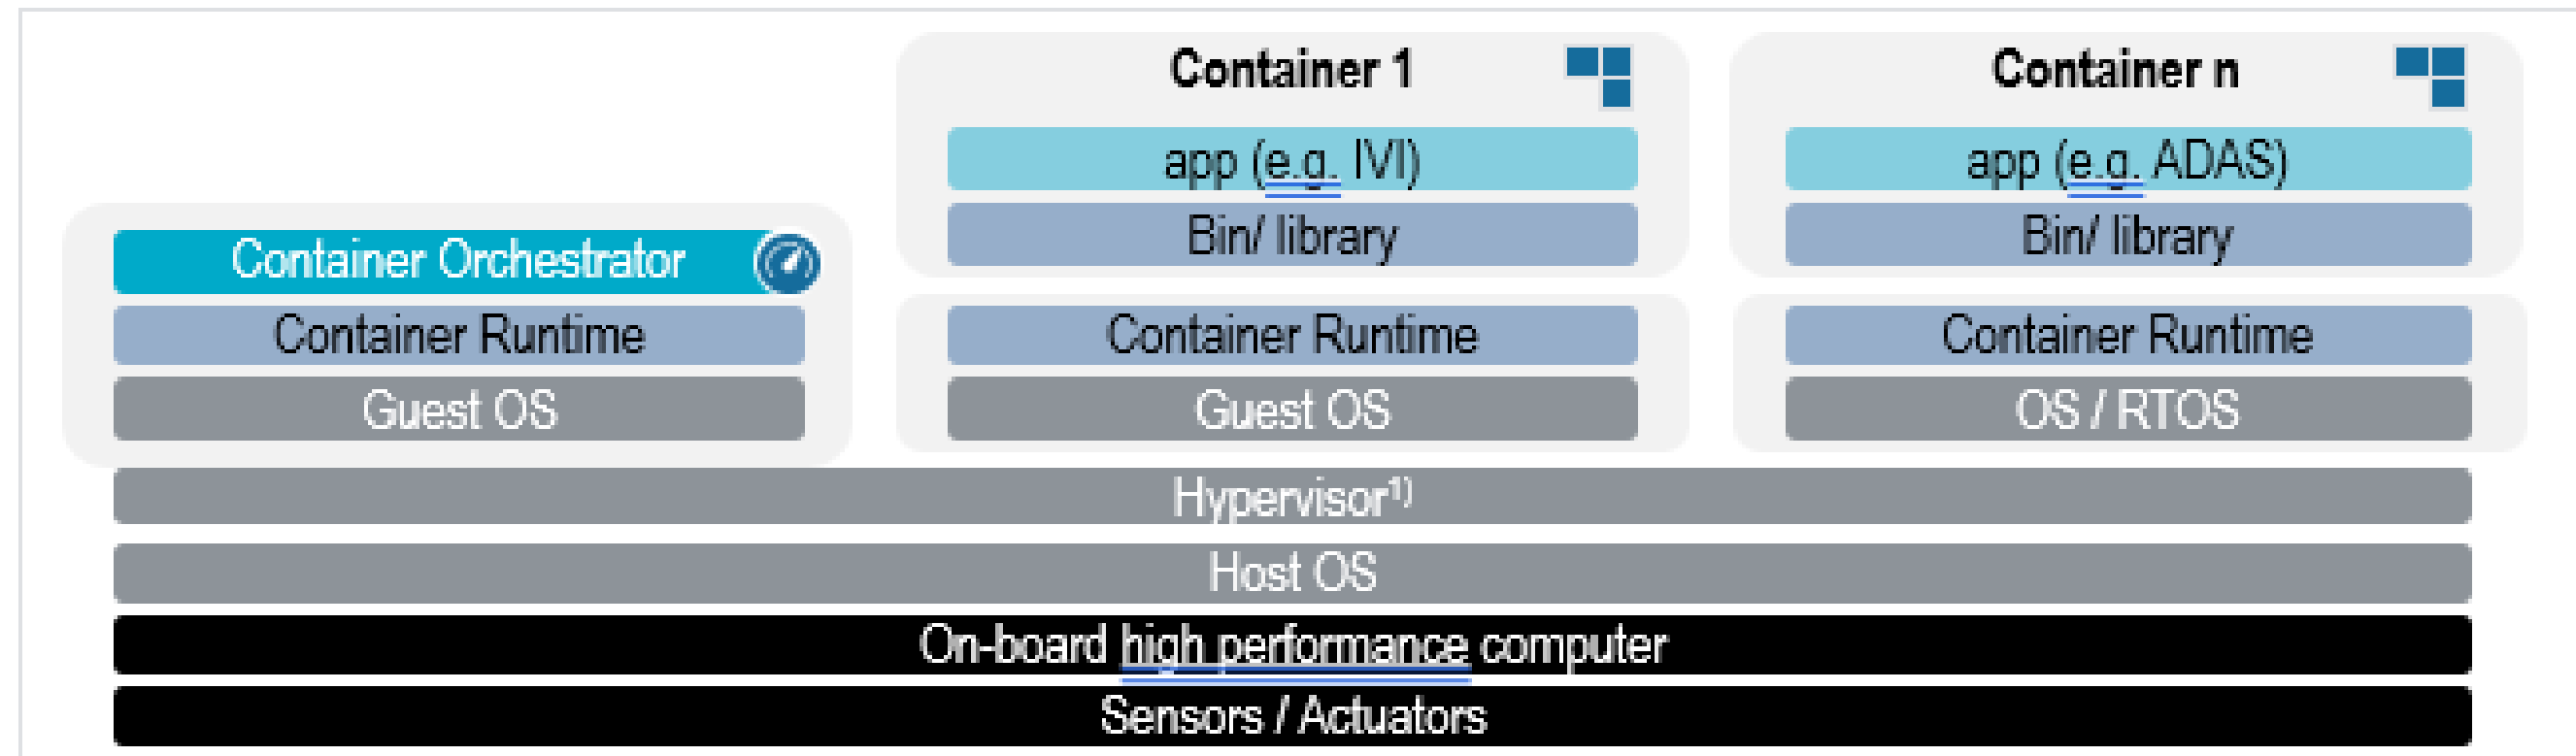 Container 1
app (e.g. IVI)
Bin/ library
Container n
app (e.g. ADAS)
Bin/ library
Container Orchestrator
Container Runtime
Guest OS
Container Runtime
Guest OS
Container Runtime
OS / RTOS
Hypervisor¹⁾
Host OS
On-board high performance computer
Sensors / Actuators